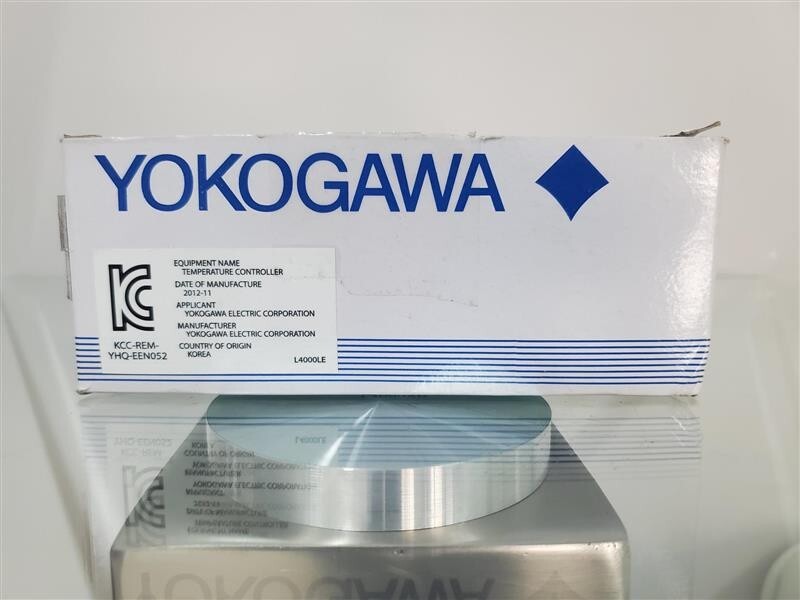 YOKOGAWA
KC
KCC-REM-
YHQ-EEN052
EQUIPMENT NAME
TEMPERATURE CONTROLLER
DATE OF MANUFACTURE
2012-11
APPLICANT
YOKOGAWA ELECTRIC CORPORATION
MANUFACTURER
YOKOGAWA ELECTRIC CORPORATION
COUNTRY OF ORIGIN
KOREA
L4000LE